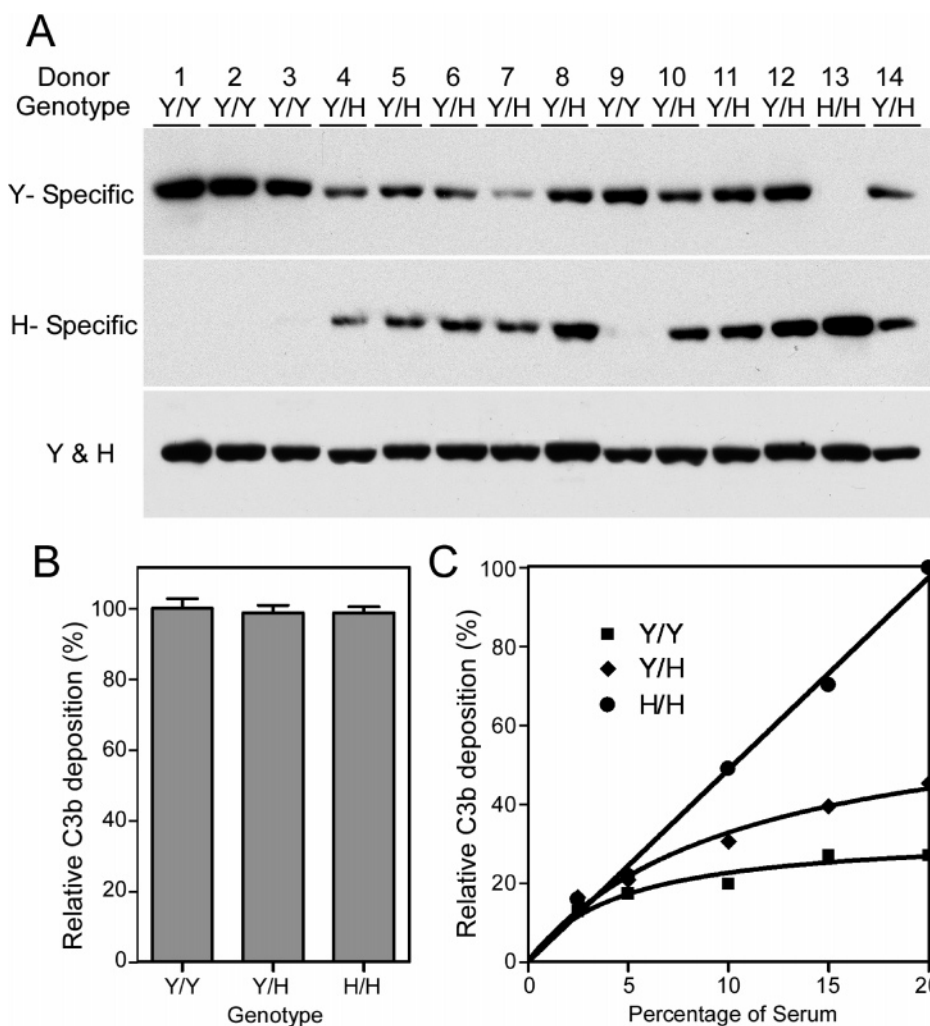 A
Donor 1 2 3 4 5 6 7 8 9 10 11 12 13 14
Genotype Y/Y Y/Y Y/Y Y/H Y/H Y/H Y/H Y/H Y/Y Y/H Y/H Y/H H/H Y/H
Y- Specific
H- Specific
Y & H
B
Relative C3b deposition (%)
100
80
60
40
20
0
Y/Y Y/H H/H
Genotype
C
Relative C3b deposition (%)
100
80
60
40
20
0
Y/Y
Y/H
H/H
0 5 10 15 20
Percentage of Serum